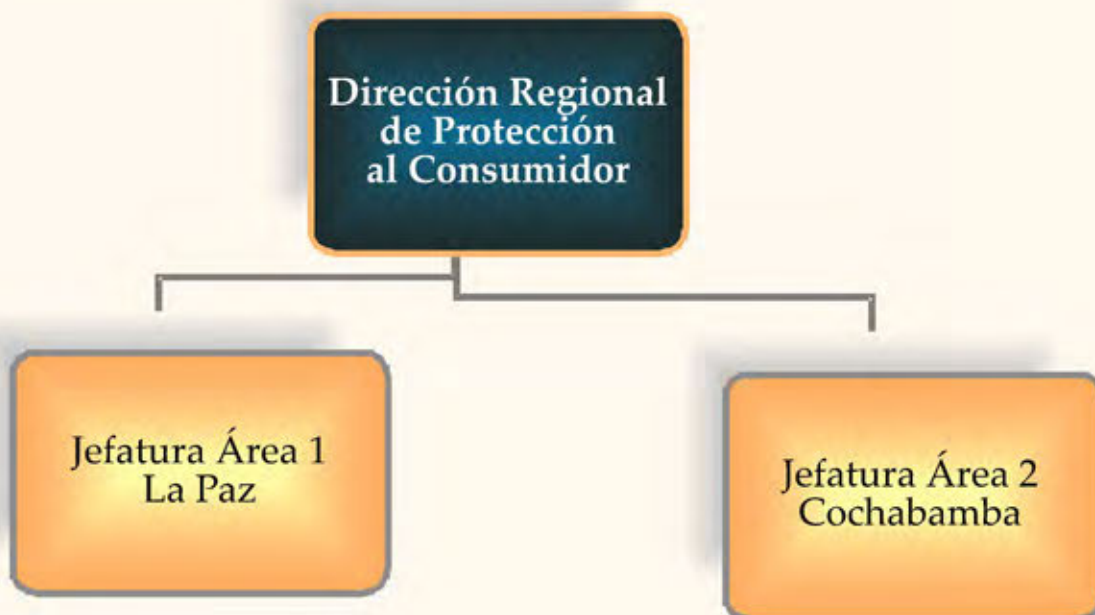 Dirección Regional
de Protección
al Consumidor
Jefatura Área 1
La Paz
Jefatura Área 2
Cochabamba